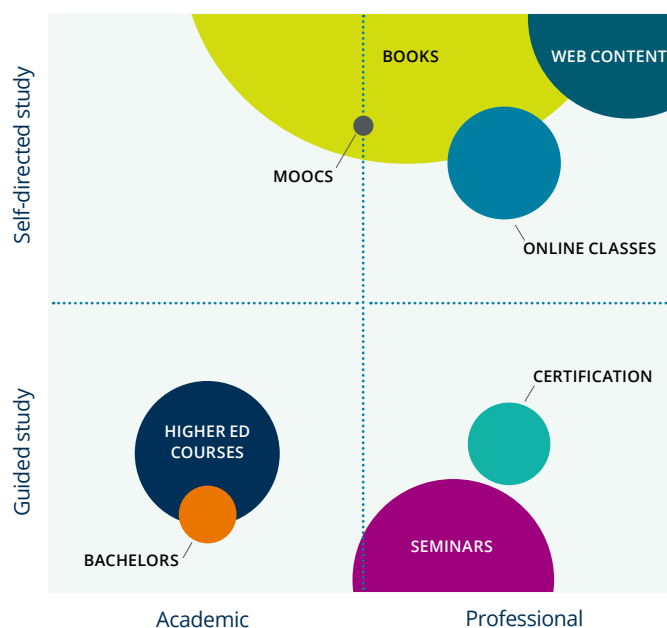 Self-directed study
BOOKS
WEB CONTENT
MOOCS
ONLINE CLASSES
Guided study
CERTIFICATION
HIGHER ED
COURSES
SEMINARS
BACHELORS
Academic
Professional